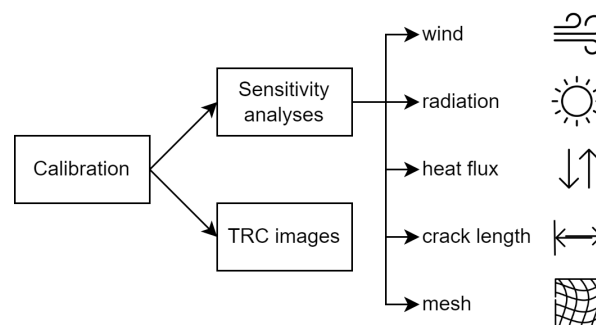 Calibration
Sensitivity
analyses
TRC images
wind
radiation
heat flux
crack length
mesh